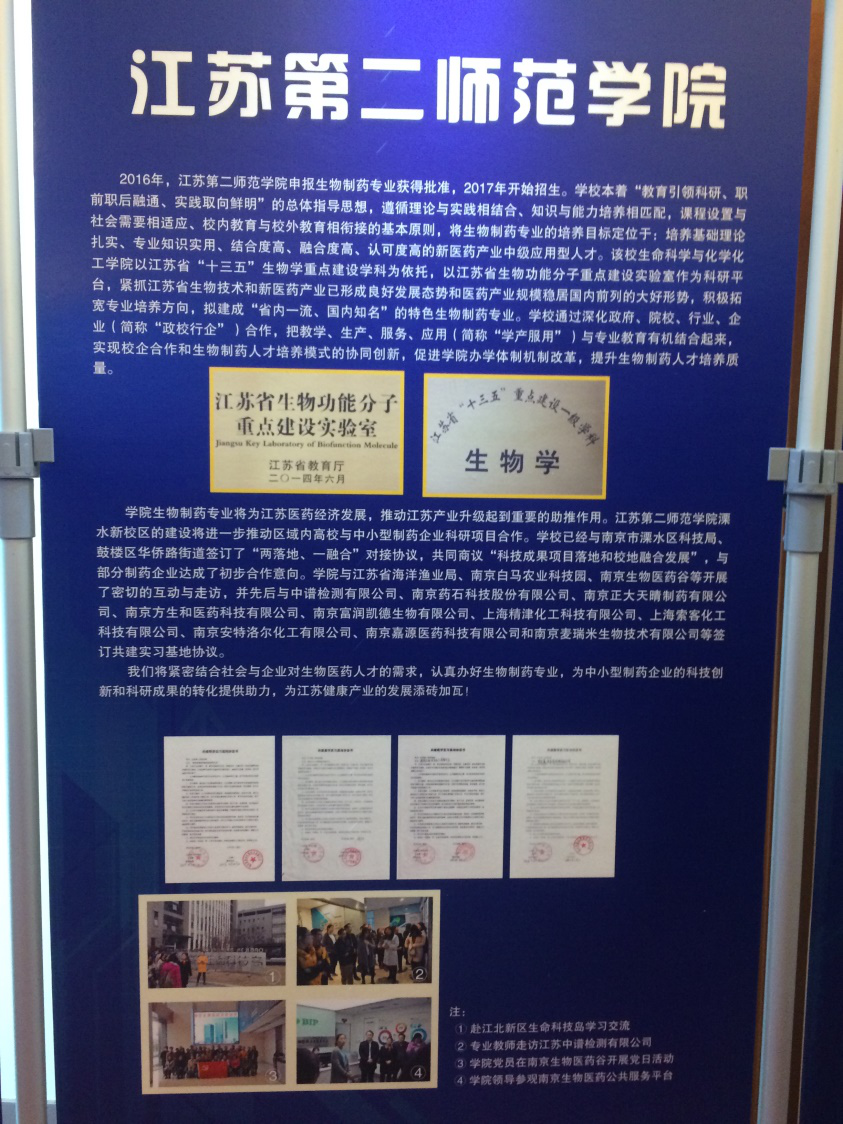 江苏第二师范学院
2016年，江苏第二师范学院申报生物制药专业获得批准，2017年开始招生。学校本着“教育引领科研、职
前职后融通、实践取向鲜明”的总体指导思想，遵循理论与实践相结合、知识与能力培养相匹配，课程设置与
社会需要相适应、校内教育与校外教育相衔接的基本原则，将生物制药专业的培养目标定位于：培养基础理论
扎实、专业知识实用、结合度高、融合度高、认可度高的新医药产业中级应用型人才。该校生命科学与化学化
工学院以江苏省“十三五”生物学重点建设学科为依托，以江苏省生物功能分子重点建设实验室作为科研平
台，紧抓江苏省生物技术和新医药产业已形成良好发展态势和医药产业规模稳居国内前列的大好形势，积极拓
宽专业培养方向，拟建成“省内一流、国内知名”的特色生物制药专业。学校通过深化政府、院校、行业、企
业（简称“政校行企”）合作，把教学、生产、服务、应用（简称“学产服用”）与专业教育有机结合起来，
实现校企合作和生物制药人才培养模式的协同创新，促进学院办学体制机制改革，提升生物制药人才培养质
量。
江苏省生物功能分子
重点建设实验室
Jiangsu Key Laboratory of Biofunction Molecule
江苏省教育厅
二〇一四年六月
江苏省“十三五”重点建设一级学科
生物学
学院生物制药专业将为江苏医药经济发展，推动江苏产业升级起到重要的助推作用。江苏第二师范学院溧
水新校区的建设将进一步推动区域内高校与中小型制药企业科研项目合作。学校已经与南京市溧水区科技局、
鼓楼区华侨路街道签订了“两落地、一融合”对接协议，共同商议“科技成果项目落地和校地融合发展”，与
部分制药企业达成了初步合作意向。学院与江苏省海洋渔业局、南京白马农业科技园、南京生物医药谷等开展
了密切的互动与走访，并先后与中谱检测有限公司、南京药石科技股份有限公司、南京正大天晴制药有限公
司、南京方生和医药科技有限公司、南京富润凯德生物有限公司、上海精津化工科技有限公司、上海索客化工
科技有限公司、南京安特洛尔化工有限公司、南京嘉源医药科技有限公司和南京麦瑞米生物技术有限公司等签
订共建实习基地协议。
我们将紧密结合社会与企业对生物医药人才的需求，认真办好生物制药专业，为中小型制药企业的科技创
新和科研成果的转化提供助力，为江苏健康产业的发展添砖加瓦！
①
②
BIP
③
④
注：
① 赴江北新区生命科技岛学习交流
② 专业教师走访江苏中谱检测有限公司
③ 学院党员在南京生物医药谷开展党日活动
④ 学院领导参观南京生物医药公共服务平台